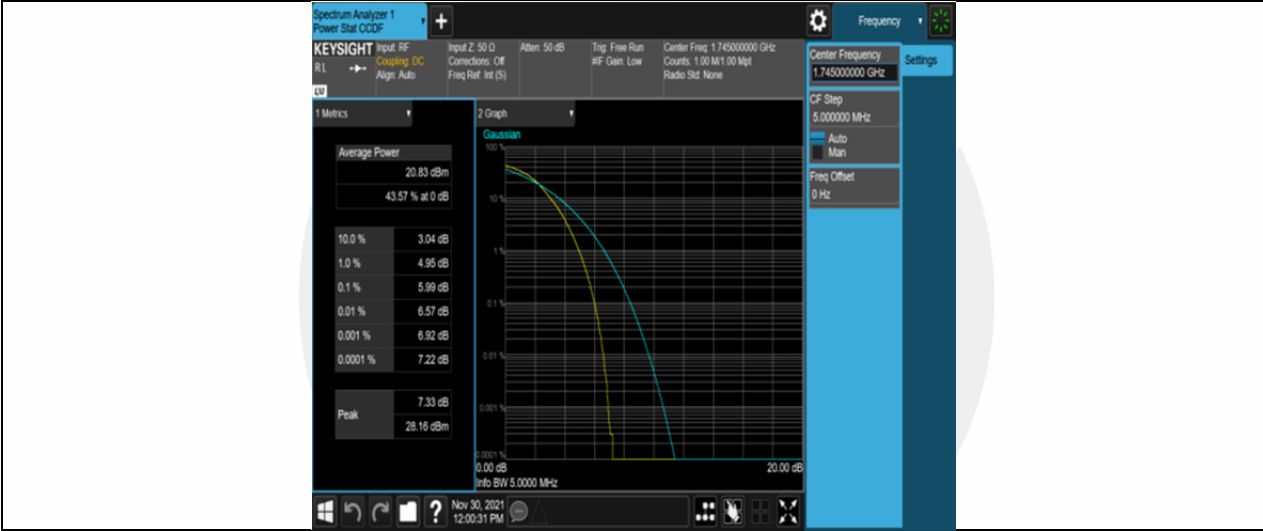 Spectrum Analyzer 1
Power Stat CCDF
+
Frequency
KEYSIGHT
Input: RF
Coupling: DC
Align: Auto
RL
LV
Input Z: 50 Ω
Corrections: Off
Freq Ref: Int (S)
Atten: 50 dB
Trig: Free Run
#IF Gain: Low
Center Freq: 1.745000000 GHz
Counts: 1.00 M/1.00 Mpt
Radio Std: None
Center Frequency
1.745000000 GHz
Settings
CF Step
5.000000 MHz
Auto
Man
Freq Offset
0 Hz
1 Metrics
Average Power
20.83 dBm
43.57 % at 0 dB
10.0 % 3.04 dB
1.0 % 4.95 dB
0.1 % 5.99 dB
0.01 % 6.57 dB
0.001 % 6.92 dB
0.0001 % 7.22 dB
Peak
7.33 dB
28.16 dBm
2 Graph
Gaussian
100 %
10 %
1 %
0.1 %
0.01 %
0.001 %
0.0001 %
0.00 dB
20.00 dB
Info BW 5.0000 MHz
?
Nov 30, 2021
12:00:31 PM